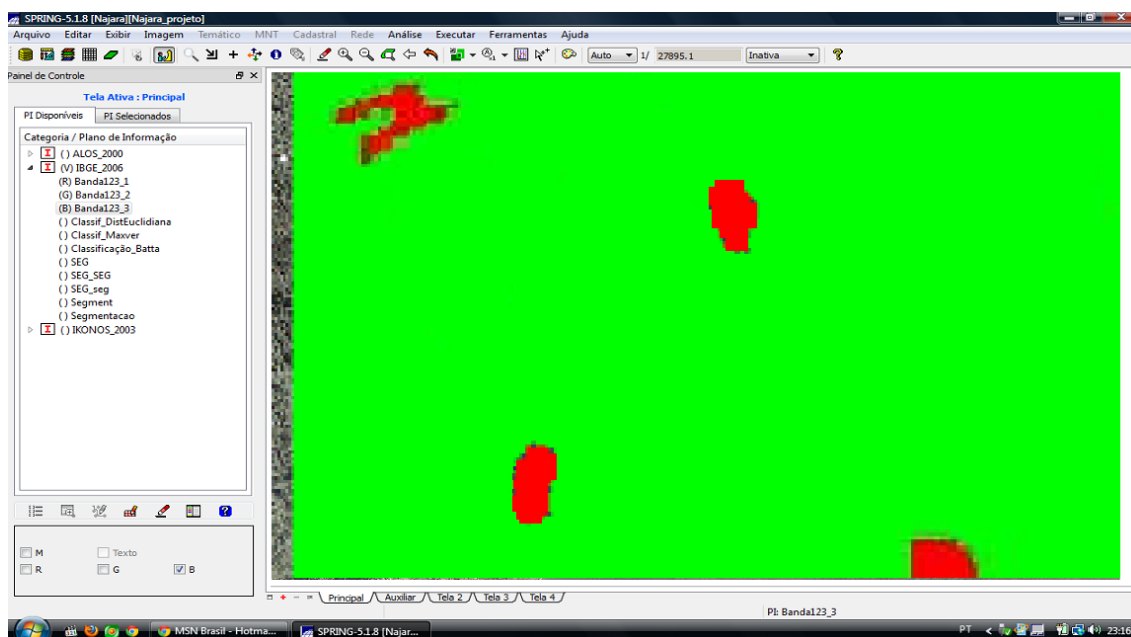 SPRING-5.1.8 [Najara][Najara_projeto]
Arquivo Editar Exibir Imagem Temático MNT Cadastral Rede Análise Executar Ferramentas Ajuda
Auto 1/ 27895.1 Inativa
Painel de Controle
Tela Ativa : Principal
PI Disponíveis PI Selecionados
Categoria / Plano de Informação
() ALOS_2000
(V) IBGE_2006
(R) Banda123_1
(G) Banda123_2
(B) Banda123_3
() Classif_DistEuclidiana
() Classif_Maxver
() Classificação_Batta
() SEG
() SEG_SEG
() SEG_seg
() Segment
() Segmentacao
() IKONOS_2003
M Texto
R G B
Principal Auxiliar Tela 2 Tela 3 Tela 4
PI: Banda123_3
MSN Brasil - Hotma... SPRING-5.1.8 [Najar... PT 23:16